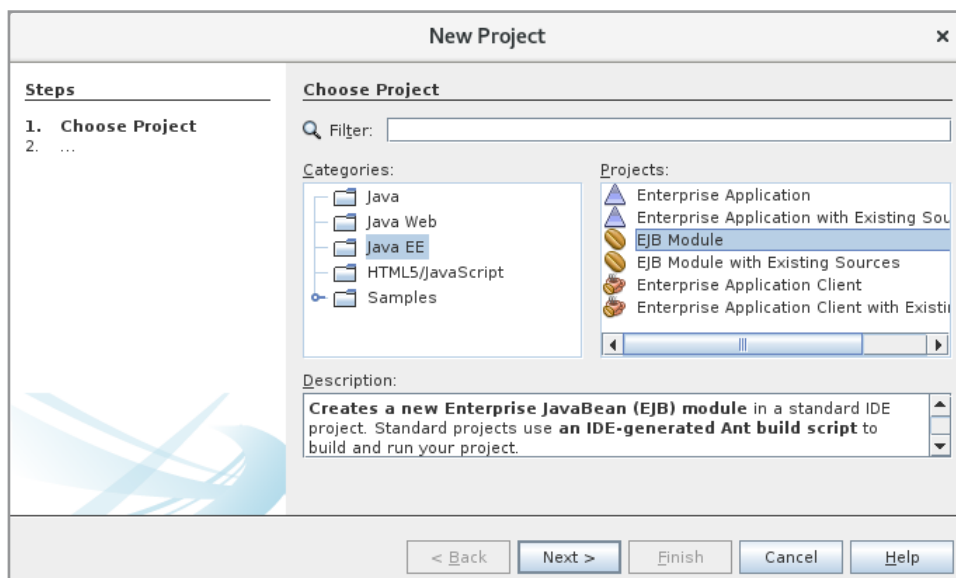 New Project
×
Steps
1. Choose Project
2. ...
Choose Project
Filter:
Categories:
Java
Java Web
Java EE
HTML5/JavaScript
Samples
Projects:
Enterprise Application
Enterprise Application with Existing Sou
EJB Module
EJB Module with Existing Sources
Enterprise Application Client
Enterprise Application Client with Existin
Description:
Creates a new Enterprise JavaBean (EJB) module in a standard IDE
project. Standard projects use an IDE-generated Ant build script to
build and run your project.
< Back
Next >
Finish
Cancel
Help